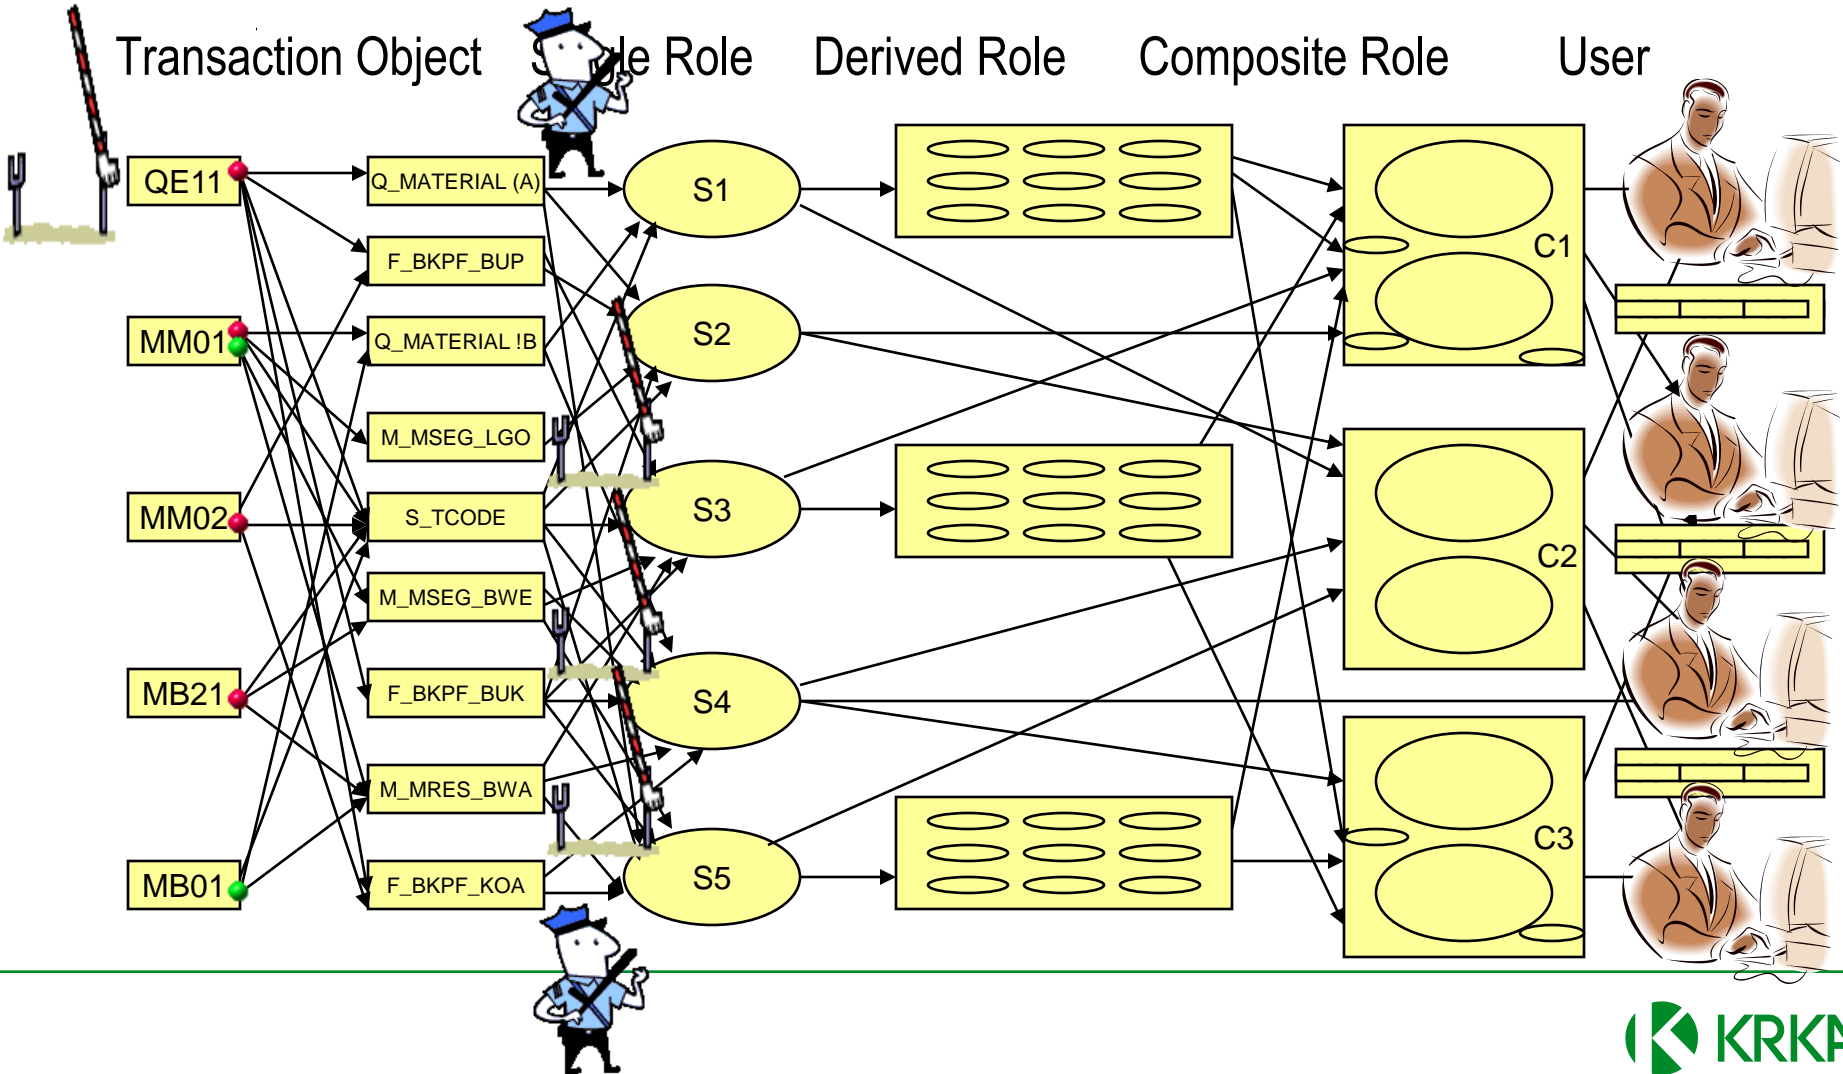 Transaction Object
Single Role
Derived Role
Composite Role
User
QE11
MM01
MM02
MB21
MB01
Q_MATERIAL (A)
F_BKPF_BUP
Q_MATERIAL !B
M_MSEG_LGO
S_TCODE
M_MSEG_BWE
F_BKPF_BUK
M_MRES_BWA
F_BKPF_KOA
S1
S2
S3
S4
S5
C1
C2
C3
KRKA